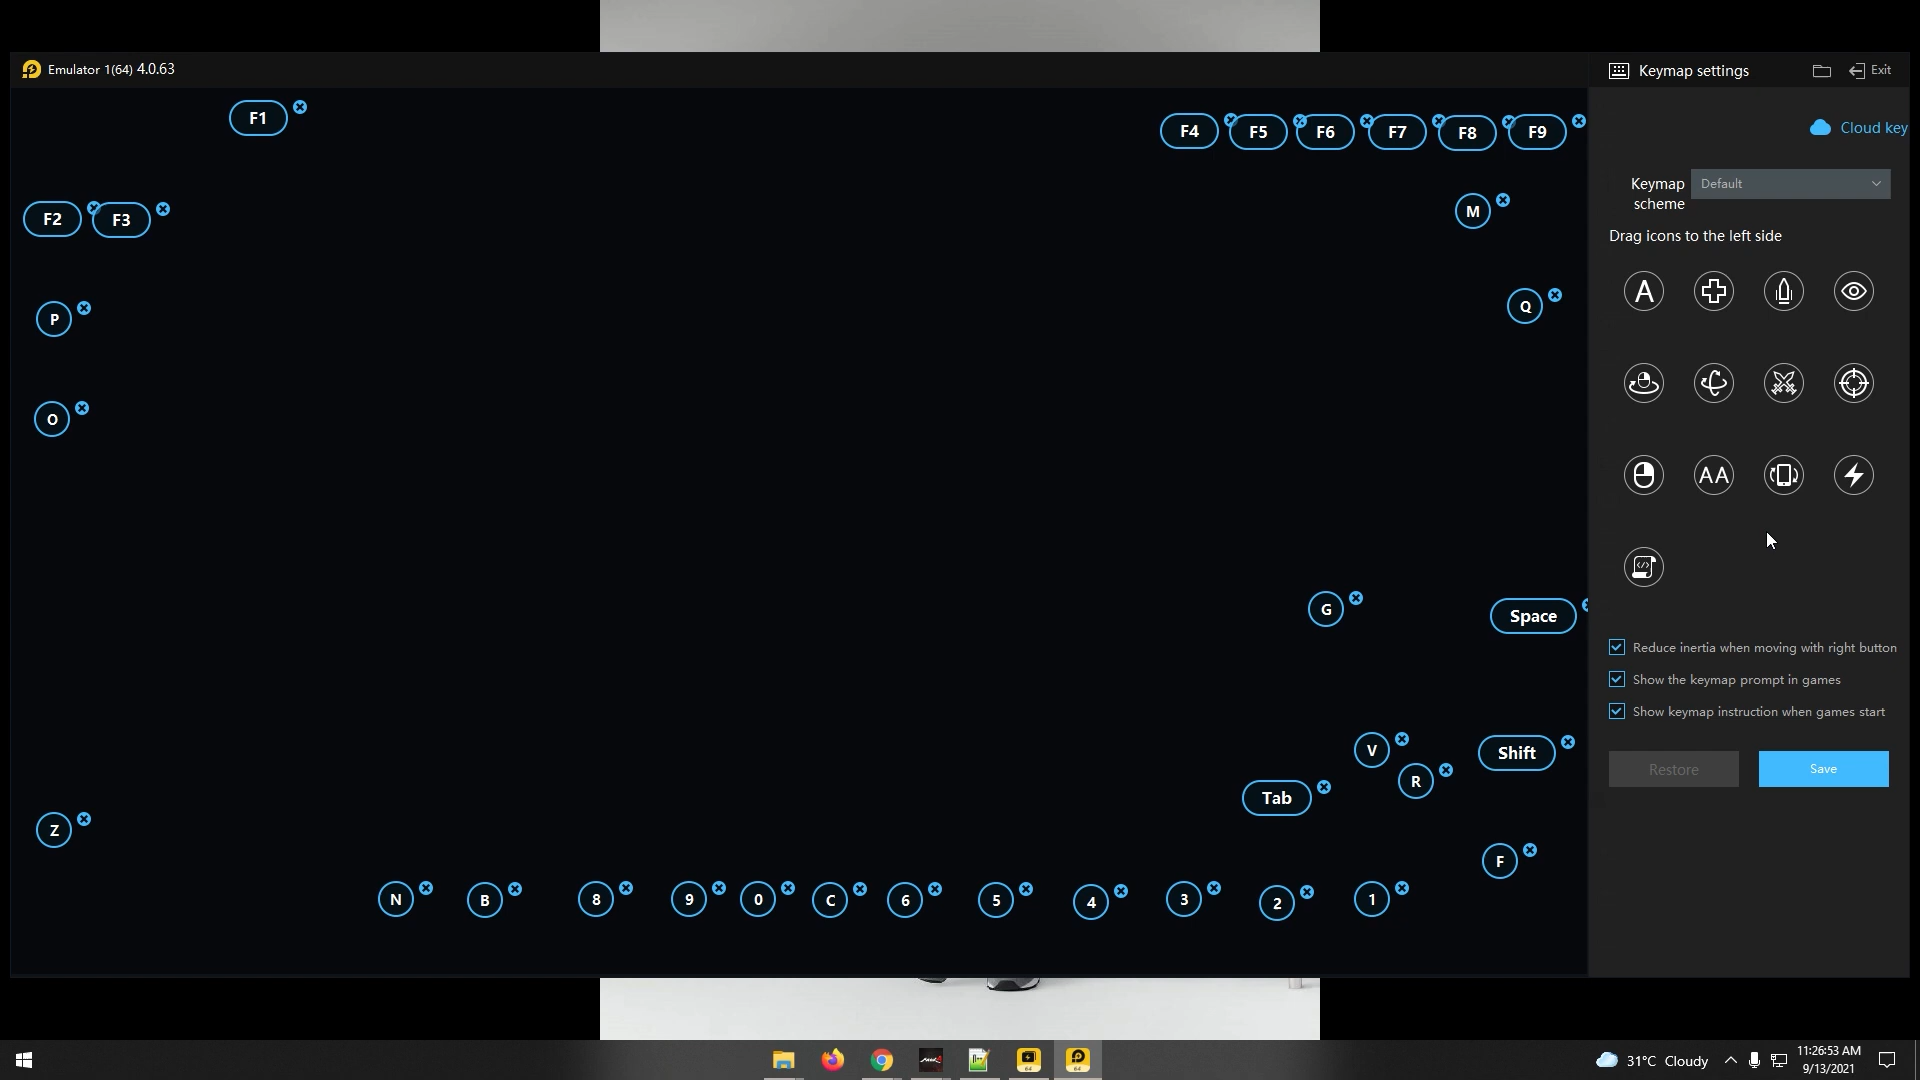 Emulator 1(64) 4.0.63
Keymap settings
Exit
F1
F4
F5
F6
F7
F8
F9
Cloud key
Keymap scheme
Default
F2
F3
M
Drag icons to the left side
P
Q
A
O
AA
G
Space
Reduce inertia when moving with right button
Show the keymap prompt in games
Show keymap instruction when games start
V
Shift
R
Tab
Restore
Save
Z
F
N
B
8
9
0
C
6
5
4
3
2
1
31°C Cloudy
11:26:53 AM
9/13/2021